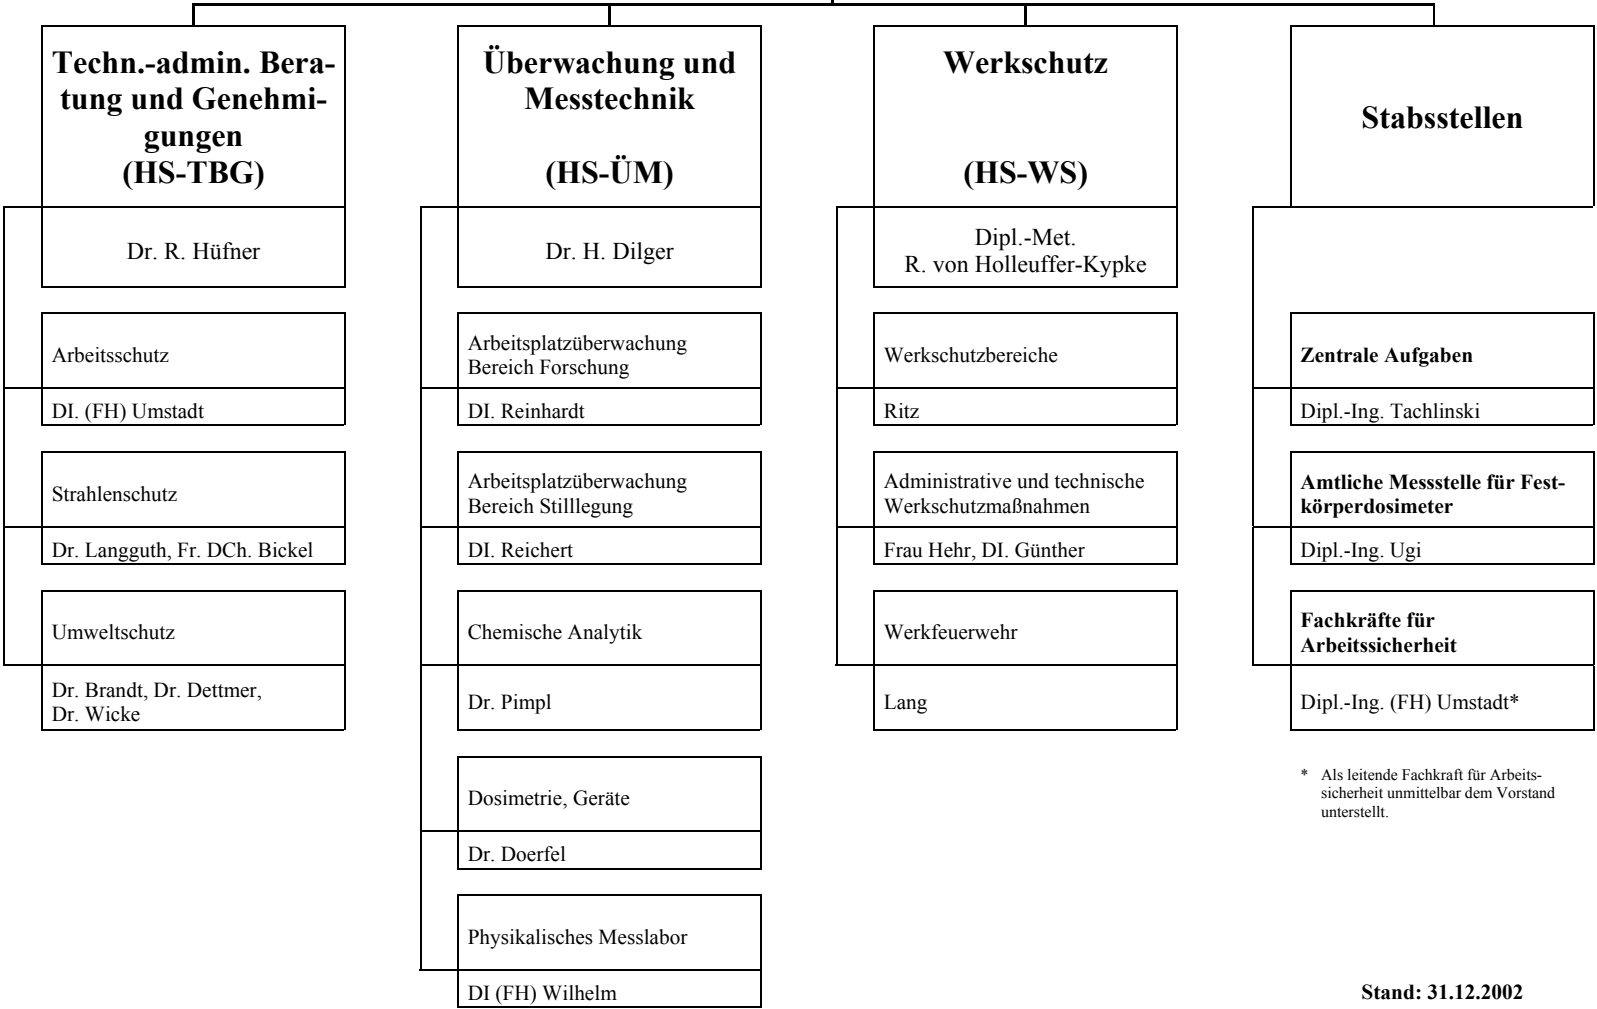 Techn.-admin. Bera-
tung und Genehmi-
gungen
(HS-TBG)
Dr. R. Hüfner
Arbeitsschutz
DI. (FH) Umstadt
Strahlenschutz
Dr. Langguth, Fr. DCh. Bickel
Umweltschutz
Dr. Brandt, Dr. Dettmer,
Dr. Wicke
Überwachung und
Messtechnik
(HS-ÜM)
Dr. H. Dilger
Arbeitsplatzüberwachung
Bereich Forschung
DI. Reinhardt
Arbeitsplatzüberwachung
Bereich Stilllegung
DI. Reichert
Chemische Analytik
Dr. Pimpl
Dosimetrie, Geräte
Dr. Doerfel
Physikalisches Messlabor
DI (FH) Wilhelm
Werkschutz
(HS-WS)
Dipl.-Met.
R. von Holleuffer-Kypke
Werkschutzbereiche
Ritz
Administrative und technische
Werkschutzmaßnahmen
Frau Hehr, DI. Günther
Werkfeuerwehr
Lang
Stabsstellen
Zentrale Aufgaben
Dipl.-Ing. Tachlinski
Amtliche Messstelle für Fest-
körperdosimeter
Dipl.-Ing. Ugi
Fachkräfte für
Arbeitssicherheit
Dipl.-Ing. (FH) Umstadt*
* Als leitende Fachkraft für Arbeits-
sicherheit unmittelbar dem Vorstand
unterstellt.
Stand: 31.12.2002